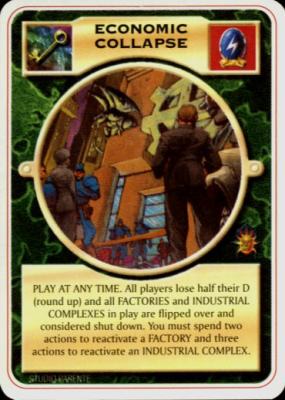 ECONOMIC
COLLAPSE
PLAY AT ANY TIME. All players lose half their D
(round up) and all FACTORIES and INDUSTRIAL
COMPLEXES in play are flipped over and
considered shut down. You must spend two
actions to reactivate a FACTORY and three
actions to reactivate an INDUSTRIAL COMPLEX.
STUDIO PARENTE